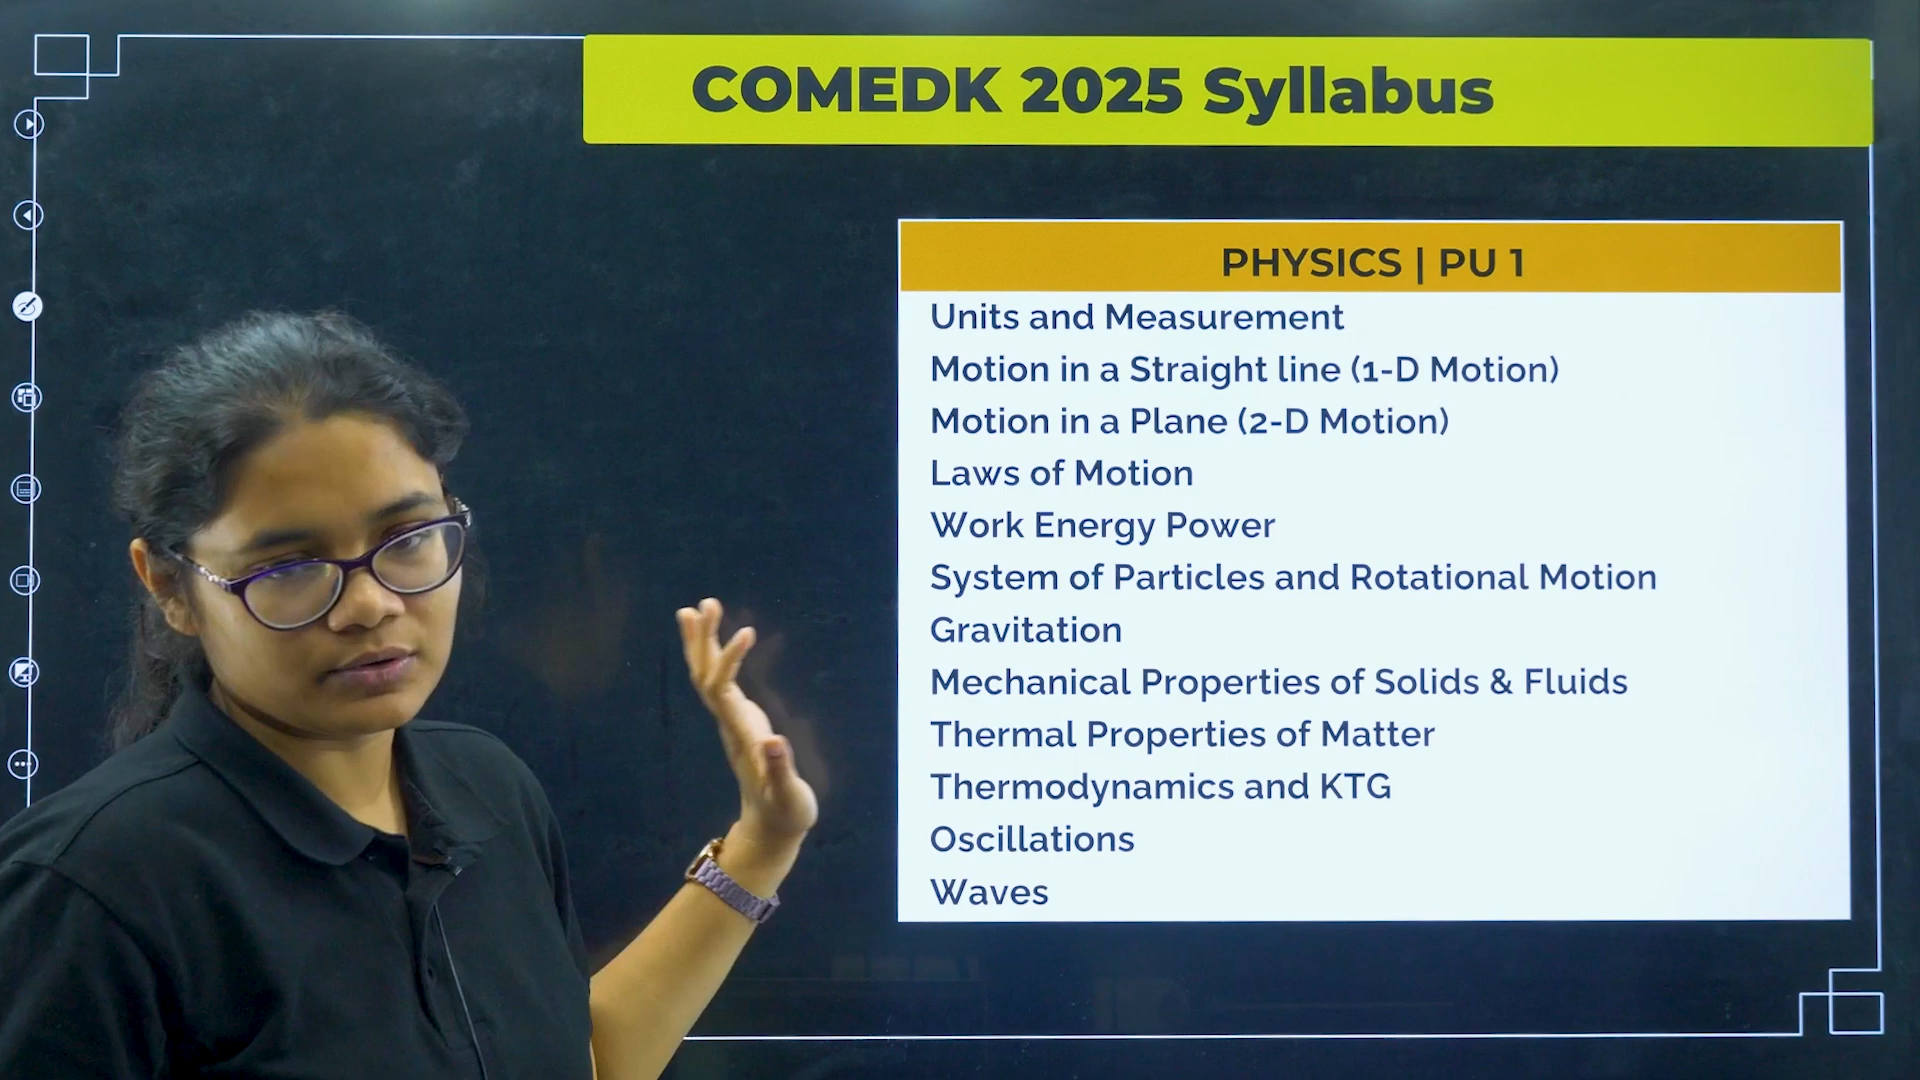 COMEDK 2025 Syllabus
PHYSICS | PU 1
Units and Measurement
Motion in a Straight line (1-D Motion)
Motion in a Plane (2-D Motion)
Laws of Motion
Work Energy Power
System of Particles and Rotational Motion
Gravitation
Mechanical Properties of Solids & Fluids
Thermal Properties of Matter
Thermodynamics and KTG
Oscillations
Waves